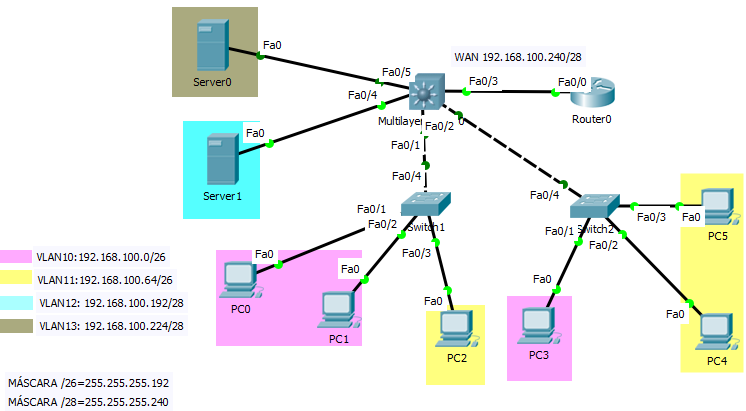 Fa0
Server0
Fa0/5
WAN 192.168.100.240/28
Fa0/3
Fa0/0
Fa0/4
Multilayer
Fa0/2
0
Router0
Fa0
Server1
Fa0/1
Fa0/4
Fa0/4
Fa0/1
Fa0/2
Switch1
Fa0/3
Fa0/1
Switch2
Fa0/2
Fa0/3
Fa0
PC5
VLAN10:192.168.100.0/26
VLAN11:192.168.100.64/26
VLAN12: 192.168.100.192/28
VLAN13: 192.168.100.224/28
Fa0
PC0
Fa0
PC1
Fa0
PC2
Fa0
PC3
Fa0
PC4
MÁSCARA /26=255.255.255.192
MÁSCARA /28=255.255.255.240